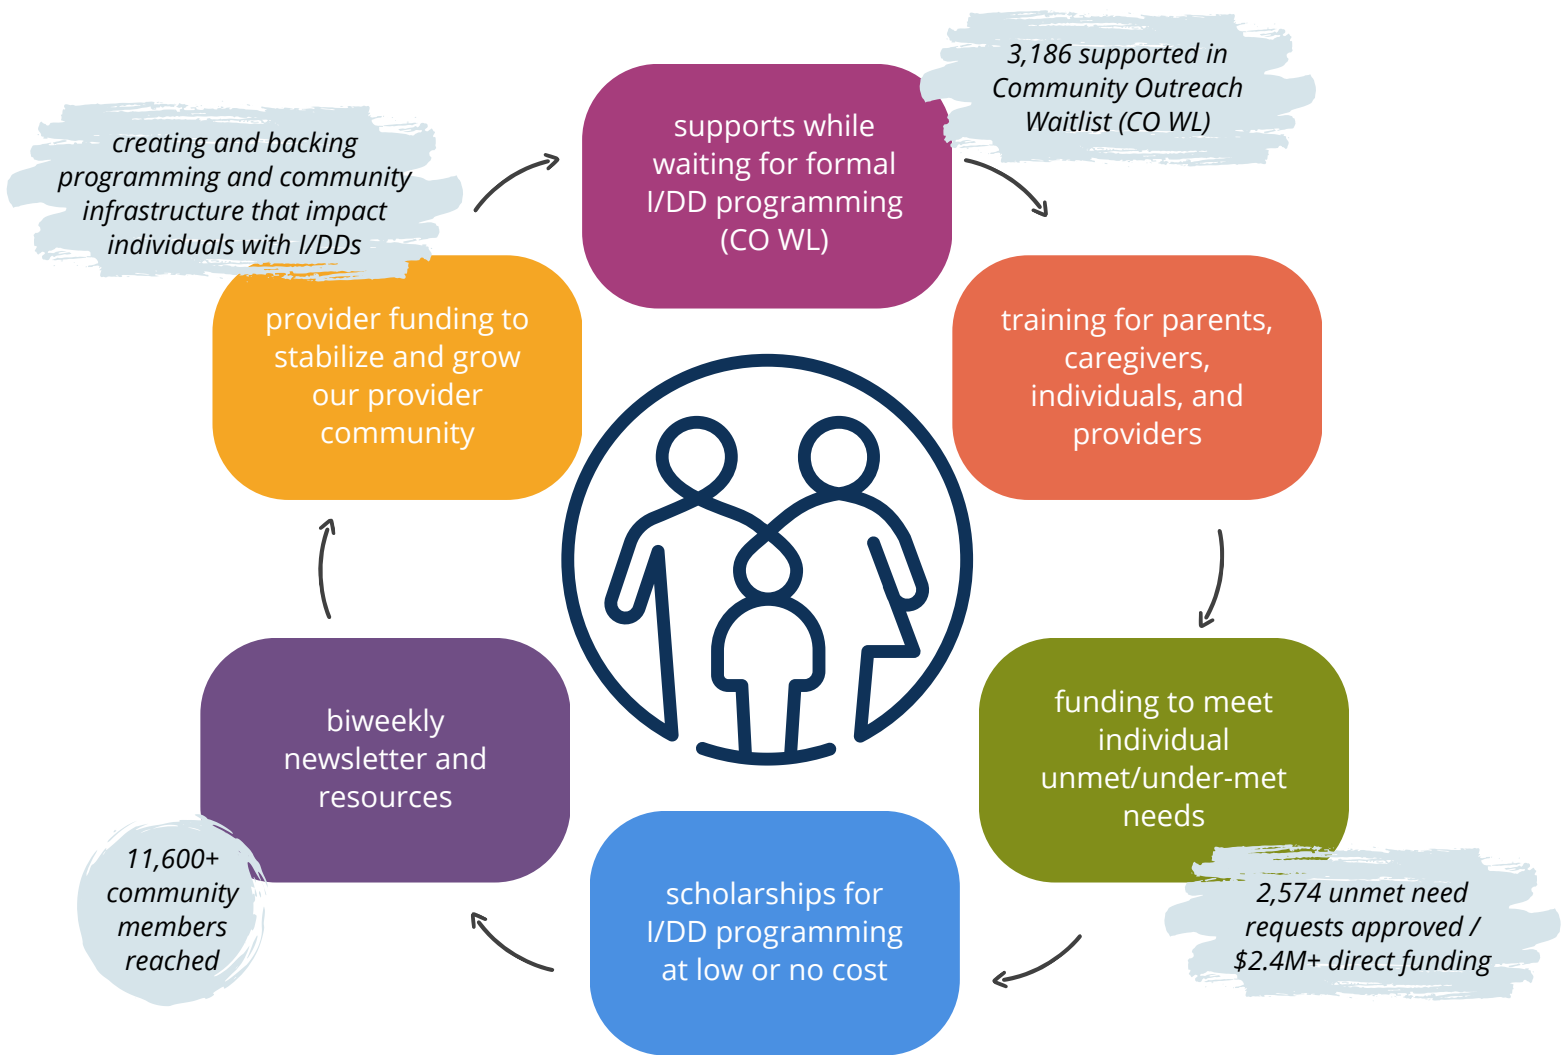 supports while
waiting for formal
I/DD programming
(CO WL)
3,186 supported in
Community Outreach
Waitlist (CO WL)
training for parents,
caregivers,
individuals, and
providers
funding to meet
individual
unmet/under-met
needs
2,574 unmet need
requests approved /
$2.4M+ direct funding
scholarships for
I/DD programming
at low or no cost
biweekly
newsletter and
resources
11,600+
community
members
reached
provider funding to
stabilize and grow
our provider
community
creating and backing
programming and community
infrastructure that impact
individuals with I/DDs